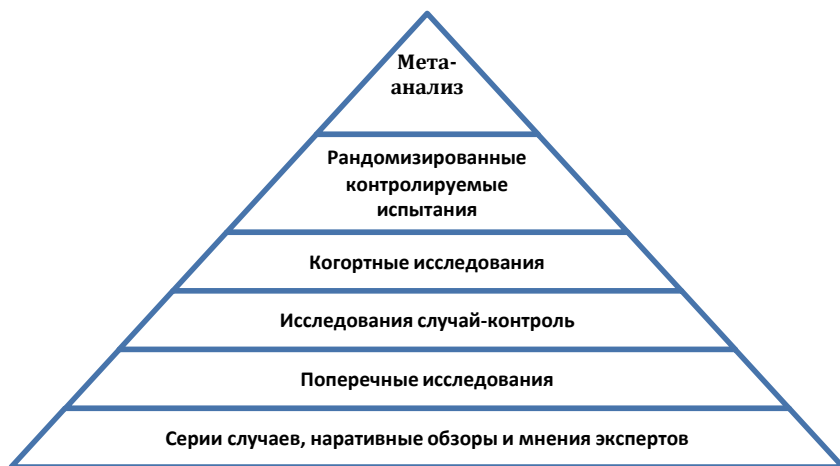 Мета-
анализ
Рандомизированные
контролируемые
испытания
Когортные исследования
Исследования случай-контроль
Поперечные исследования
Серии случаев, наративные обзоры и мнения экспертов